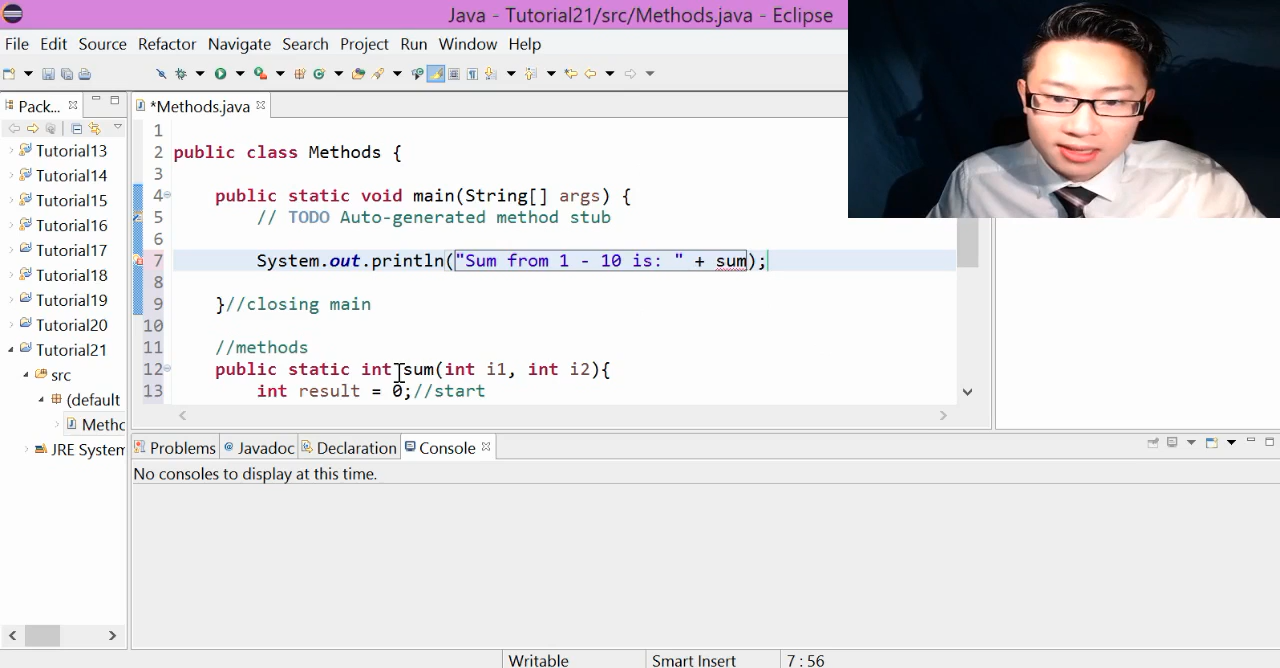 Java - Tutorial21/src/Methods.java - Eclipse
File Edit Source Refactor Navigate Search Project Run Window Help
Pack...
*Methods.java
Tutorial13
Tutorial14
Tutorial15
Tutorial16
Tutorial17
Tutorial18
Tutorial19
Tutorial20
Tutorial21
src
(default
Methc
JRE System
1
2 public class Methods {
3
4 public static void main(String[] args) {
5 // TODO Auto-generated method stub
6
7 System.out.println("Sum from 1 - 10 is: " + sum);
8
9 }//closing main
10
11 //methods
12 public static int sum(int i1, int i2){
13 int result = 0;//start
Problems @ Javadoc Declaration Console
No consoles to display at this time.
Writable Smart Insert 7 : 56